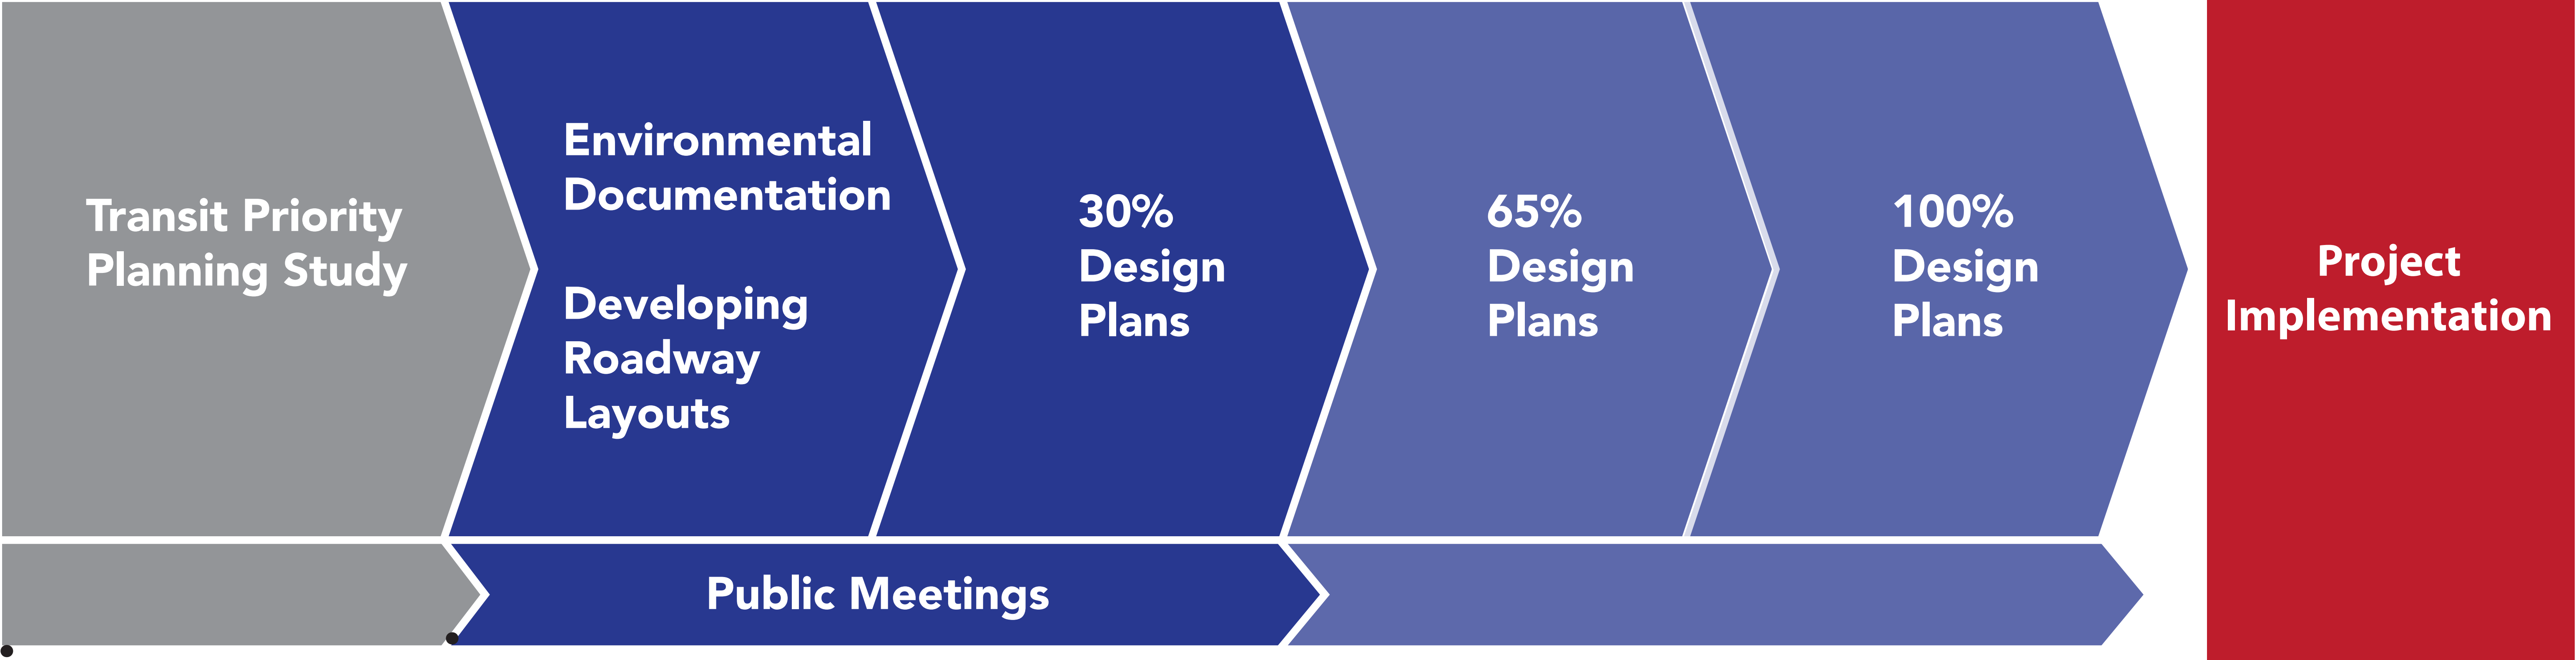 Transit Priority
Planning Study
Environmental
Documentation
Developing
Roadway
Layouts
30%
Design
Plans
65%
Design
Plans
100%
Design
Plans
Project
Implementation
Public Meetings